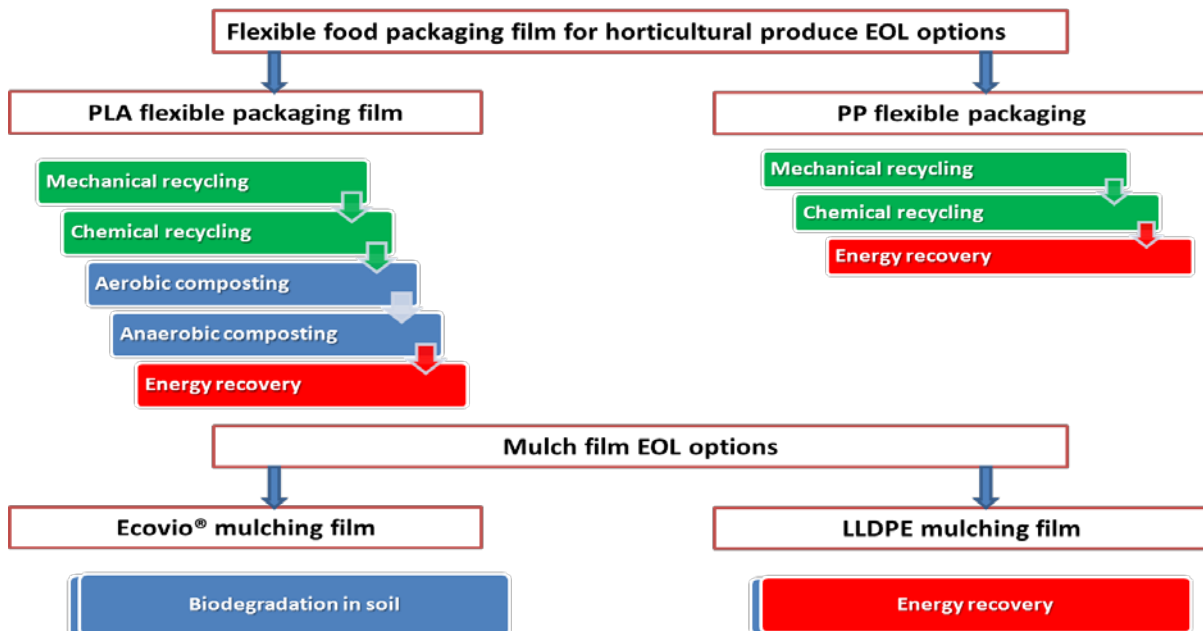 Flexible food packaging film for horticultural produce EOL options
PLA flexible packaging film
PP flexible packaging
Mechanical recycling
Chemical recycling
Aerobic composting
Anaerobic composting
Energy recovery
Mechanical recycling
Chemical recycling
Energy recovery
Mulch film EOL options
Ecovio® mulching film
LLDPE mulching film
Biodegradation in soil
Energy recovery